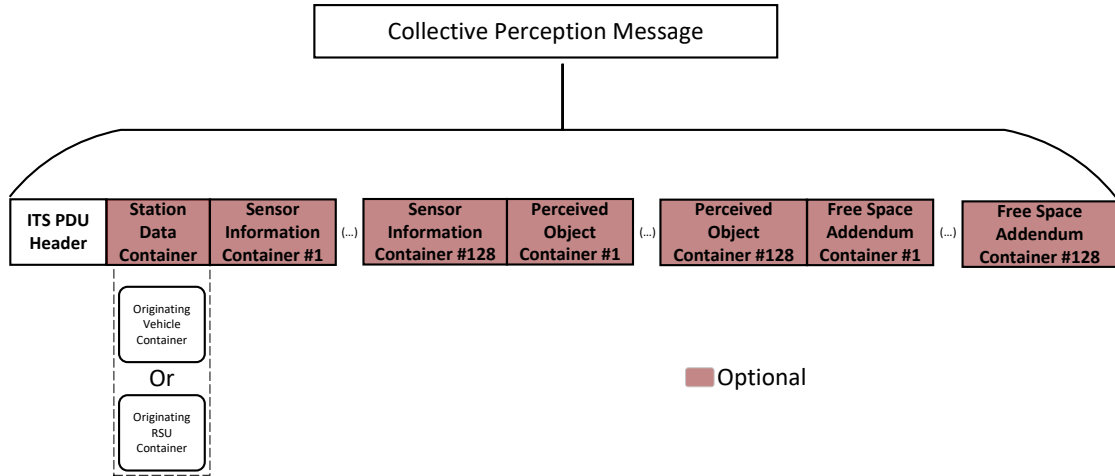 Collective Perception Message
ITS PDU
Header
Station
Data
Container
Sensor
Information
Container #1
(...)
Sensor
Information
Container #128
Perceived
Object
Container #1
(...)
Perceived
Object
Container #128
Free Space
Addendum
Container #1
(...)
Free Space
Addendum
Container #128
Originating
Vehicle
Container
Or
Originating
RSU
Container
Optional